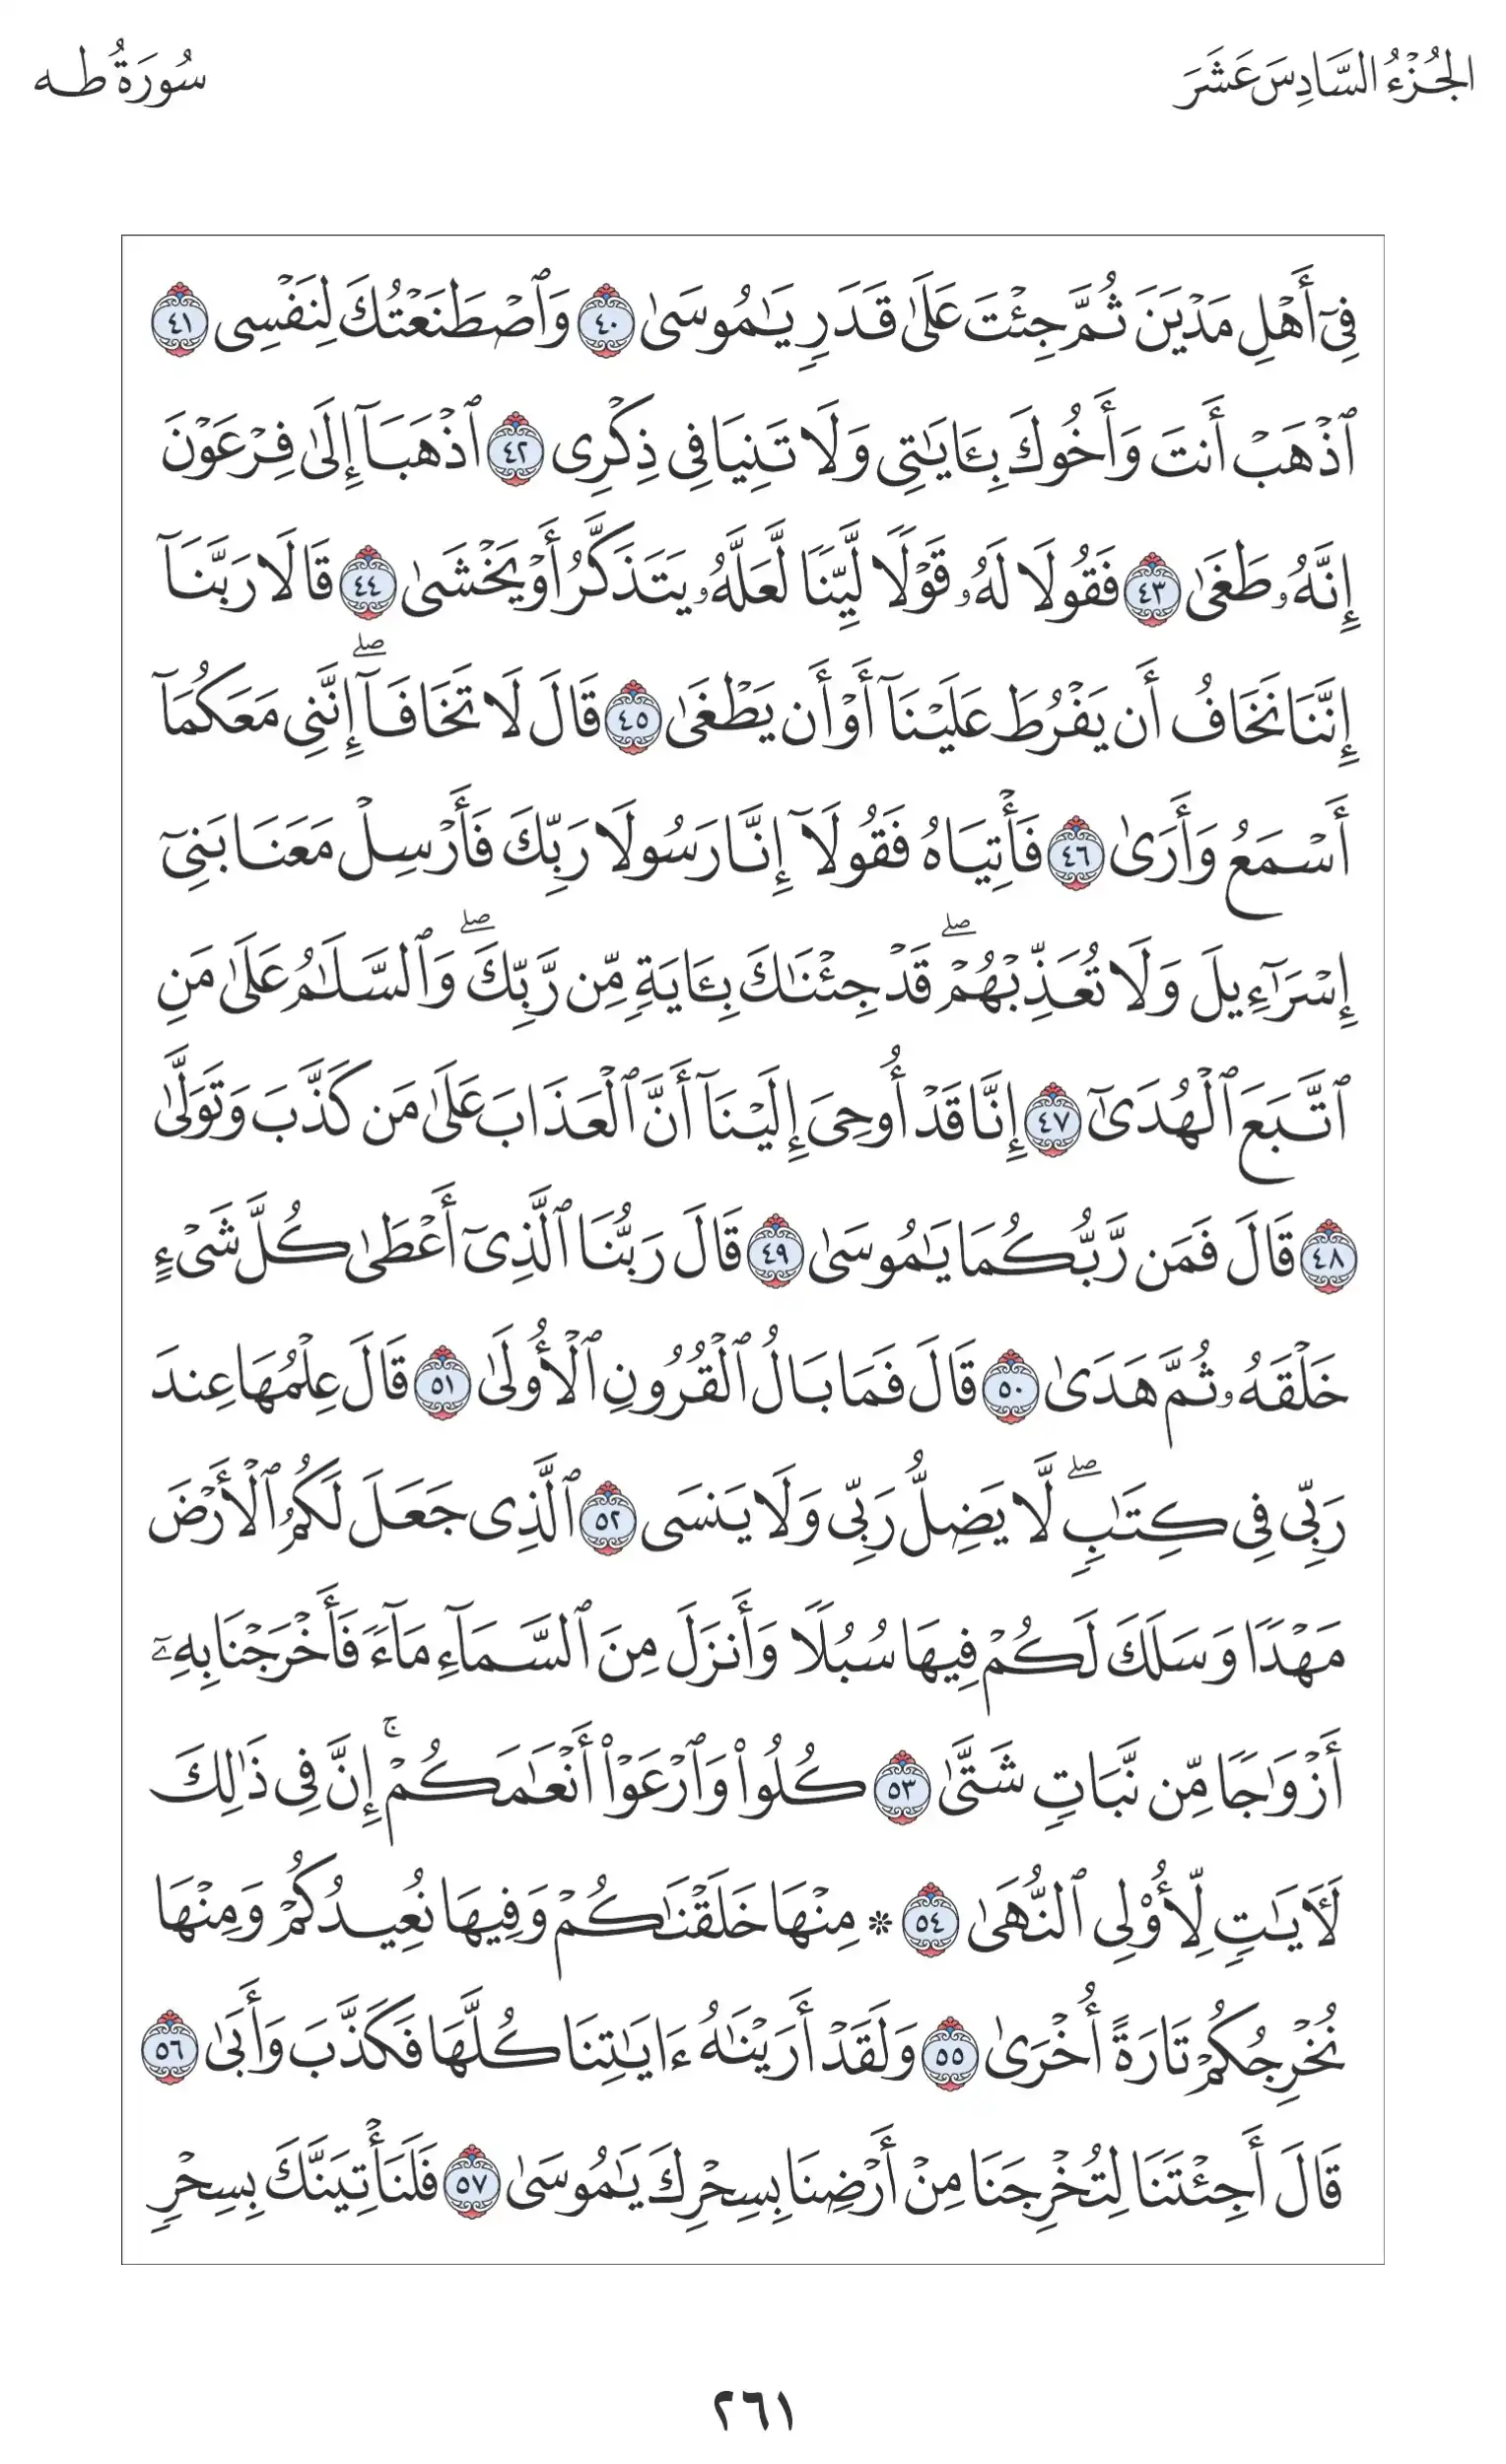 الجُزْءُ السَّادِسَ عَشَرَ
سُورَةُ طه
فِىٓ أَهْلِ مَدْيَنَ ثُمَّ جِئْتَ عَلَىٰ قَدَرٍ يَـٰمُوسَىٰ ٤٠ وَٱصْطَنَعْتُكَ لِنَفْسِى ٤١
ٱذْهَبْ أَنتَ وَأَخُوكَ بِـَٔايَـٰتِى وَلَا تَنِيَا فِى ذِكْرِى ٤٢ ٱذْهَبَآ إِلَىٰ فِرْعَوْنَ
إِنَّهُۥ طَغَىٰ ٤٣ فَقُولَا لَهُۥ قَوْلًا لَّيِّنًا لَّعَلَّهُۥ يَتَذَكَّرُ أَوْ يَخْشَىٰ ٤٤ قَالَا رَبَّنَآ
إِنَّنَا نَخَافُ أَن يَفْرُطَ عَلَيْنَآ أَوْ أَن يَطْغَىٰ ٤٥ قَالَ لَا تَخَافَآ ۖ إِنَّنِى مَعَكُمَآ
أَسْمَعُ وَأَرَىٰ ٤٦ فَأْتِيَاهُ فَقُولَآ إِنَّا رَسُولَا رَبِّكَ فَأَرْسِلْ مَعَنَا بَنِىٓ
إِسْرَٰٓءِيلَ وَلَا تُعَذِّبْهُمْ ۖ قَدْ جِئْنَـٰكَ بِـَٔايَةٍ مِّن رَّبِّكَ ۖ وَٱلسَّلَـٰمُ عَلَىٰ مَنِ
ٱتَّبَعَ ٱلْهُدَىٰٓ ٤٧ إِنَّا قَدْ أُوحِىَ إِلَيْنَآ أَنَّ ٱلْعَذَابَ عَلَىٰ مَن كَذَّبَ وَتَوَلَّىٰ
٤٨ قَالَ فَمَن رَّبُّكُمَا يَـٰمُوسَىٰ ٤٩ قَالَ رَبُّنَا ٱلَّذِىٓ أَعْطَىٰ كُلَّ شَىْءٍ
خَلْقَهُۥ ثُمَّ هَدَىٰ ٥٠ قَالَ فَمَا بَالُ ٱلْقُرُونِ ٱلْأُولَىٰ ٥١ قَالَ عِلْمُهَا عِندَ
رَبِّى فِى كِتَـٰبٍ ۖ لَّا يَضِلُّ رَبِّى وَلَا يَنسَى ٥٢ ٱلَّذِى جَعَلَ لَكُمُ ٱلْأَرْضَ
مَهْدًا وَسَلَكَ لَكُمْ فِيهَا سُبُلًا وَأَنزَلَ مِنَ ٱلسَّمَآءِ مَآءً فَأَخْرَجْنَا بِهِۦٓ
أَزْوَٰجًا مِّن نَّبَاتٍ شَتَّىٰ ٥٣ كُلُوا۟ وَٱرْعَوْا۟ أَنْعَـٰمَكُمْ ۗ إِنَّ فِى ذَٰلِكَ
لَـَٔايَـٰتٍ لِّأُو۟لِى ٱلنُّهَىٰ ٥٤ ۞ مِنْهَا خَلَقْنَـٰكُمْ وَفِيهَا نُعِيدُكُمْ وَمِنْهَا
نُخْرِجُكُمْ تَارَةً أُخْرَىٰ ٥٥ وَلَقَدْ أَرَيْنَـٰهُ ءَايَـٰتِنَا كُلَّهَا فَكَذَّبَ وَأَبَىٰ ٥٦
قَالَ أَجِئْتَنَا لِتُخْرِجَنَا مِنْ أَرْضِنَا بِسِحْرِكَ يَـٰمُوسَىٰ ٥٧ فَلَنَأْتِيَنَّكَ بِسِحْرٍ
٢٦١